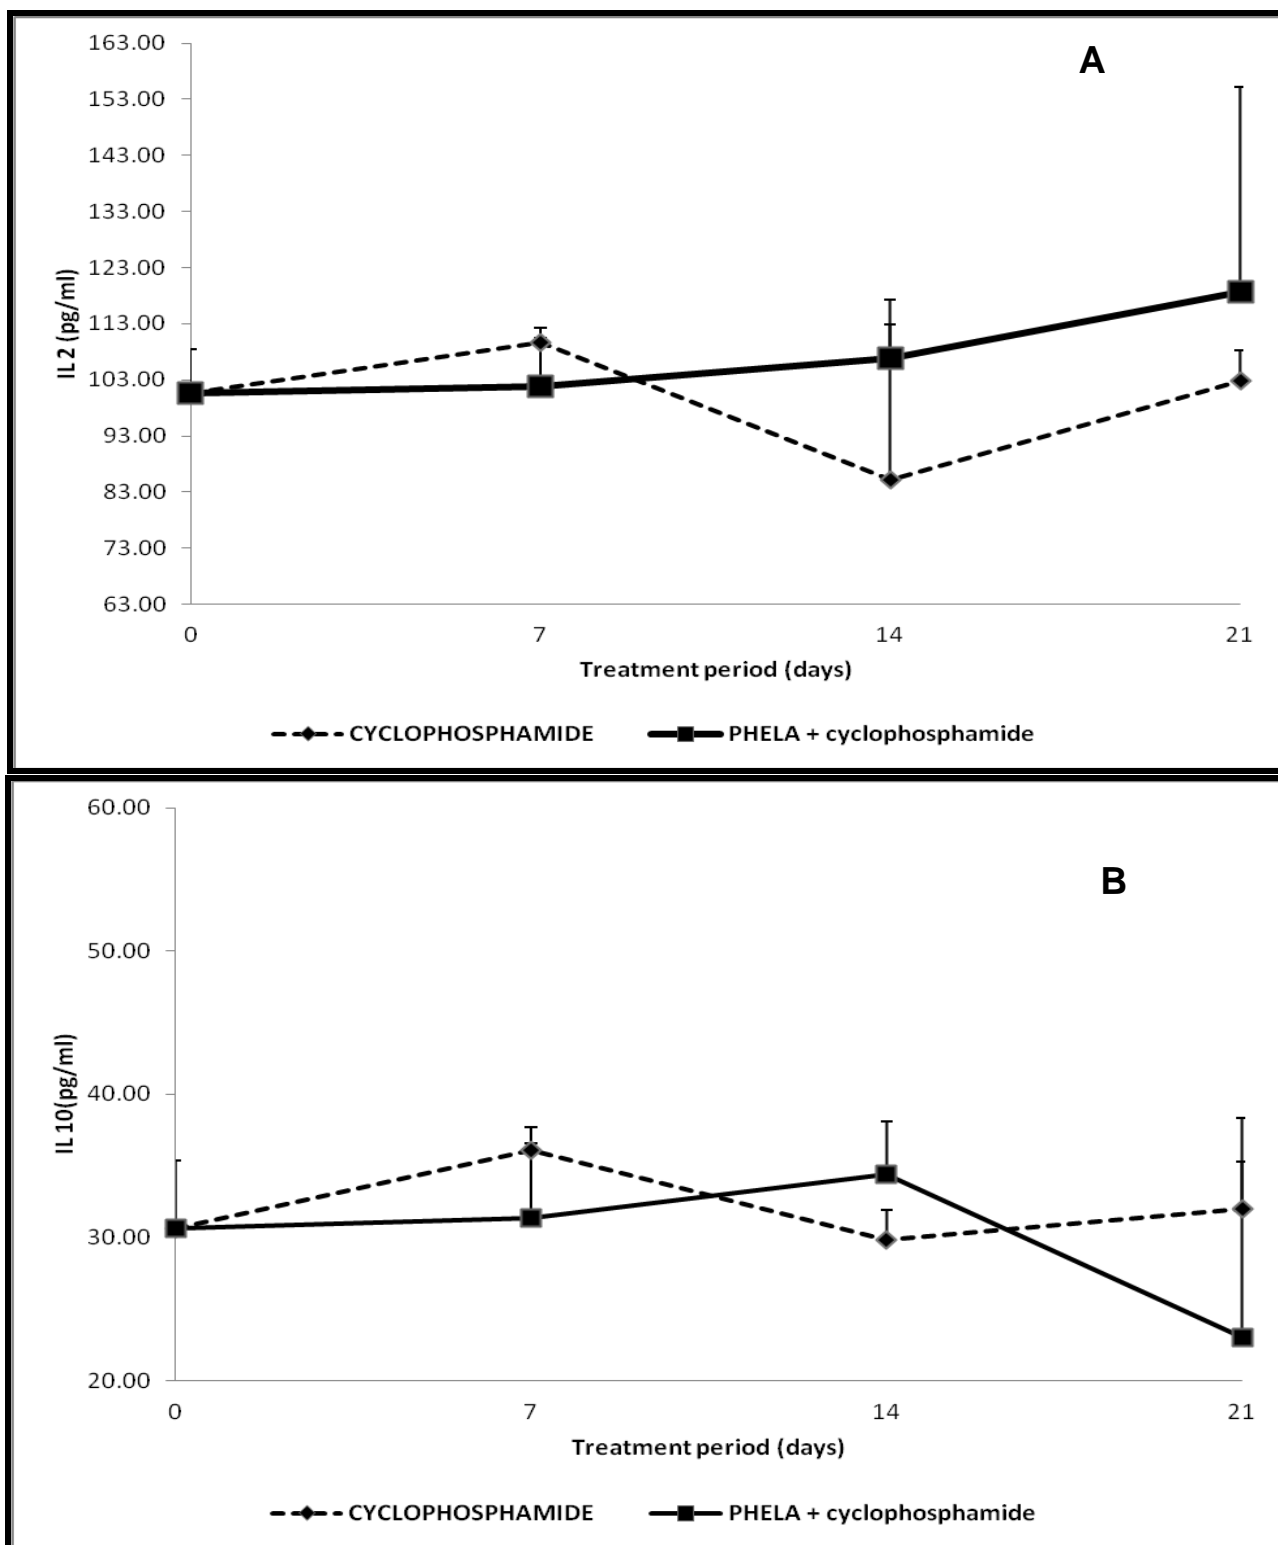 A
163.00
153.00
143.00
133.00
123.00
113.00
103.00
93.00
83.00
73.00
63.00
IL 2 (pg/ml)
0 7 14 21
Treatment period (days)
CYCLOPHOSPHAMIDE PHELA + cyclophosphamide
B
60.00
50.00
40.00
30.00
20.00
IL10(pg/ml)
0 7 14 21
Treatment period (days)
CYCLOPHOSPHAMIDE PHELA + cyclophosphamide